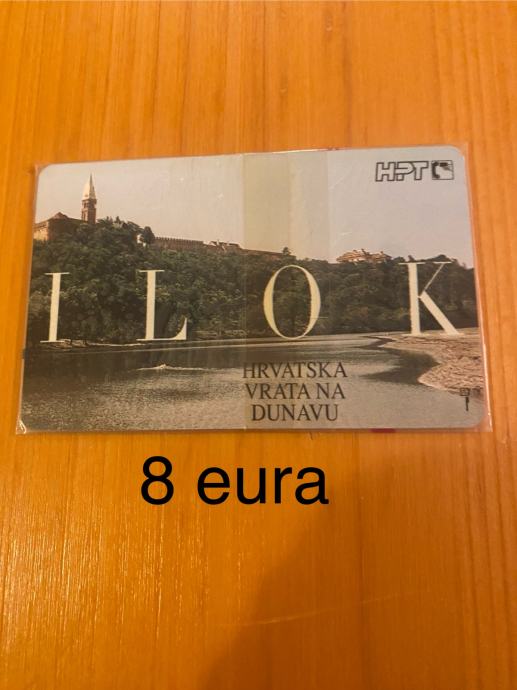 HPT
ILOK
HRVATSKA
VRATA NA
DUNAVU
8 eura